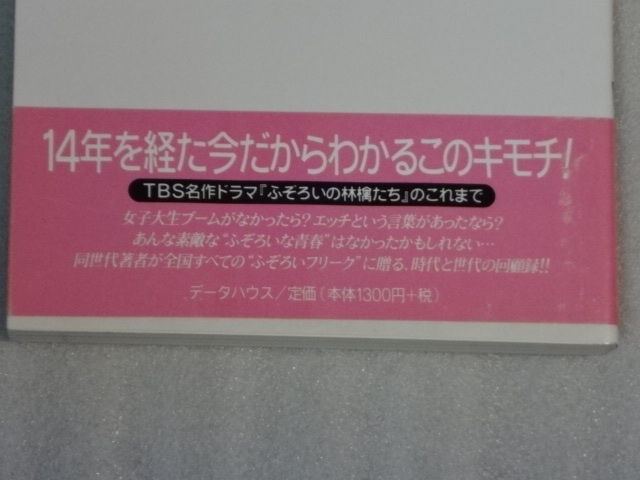 14年を経た今だからわかるこのキモチ!
TBS名作ドラマ『ふぞろいの林檎たち』のこれまで
女子大生ブームがなかったら?エッチという言葉があったなら?
あんな素敵な“ふぞろいな青春”はなかったかもしれない…
同世代著者が全国すべての“ふぞろいフリーク”に贈る、時代と世代の回顧録!!
データハウス/定価(本体1300円+税)